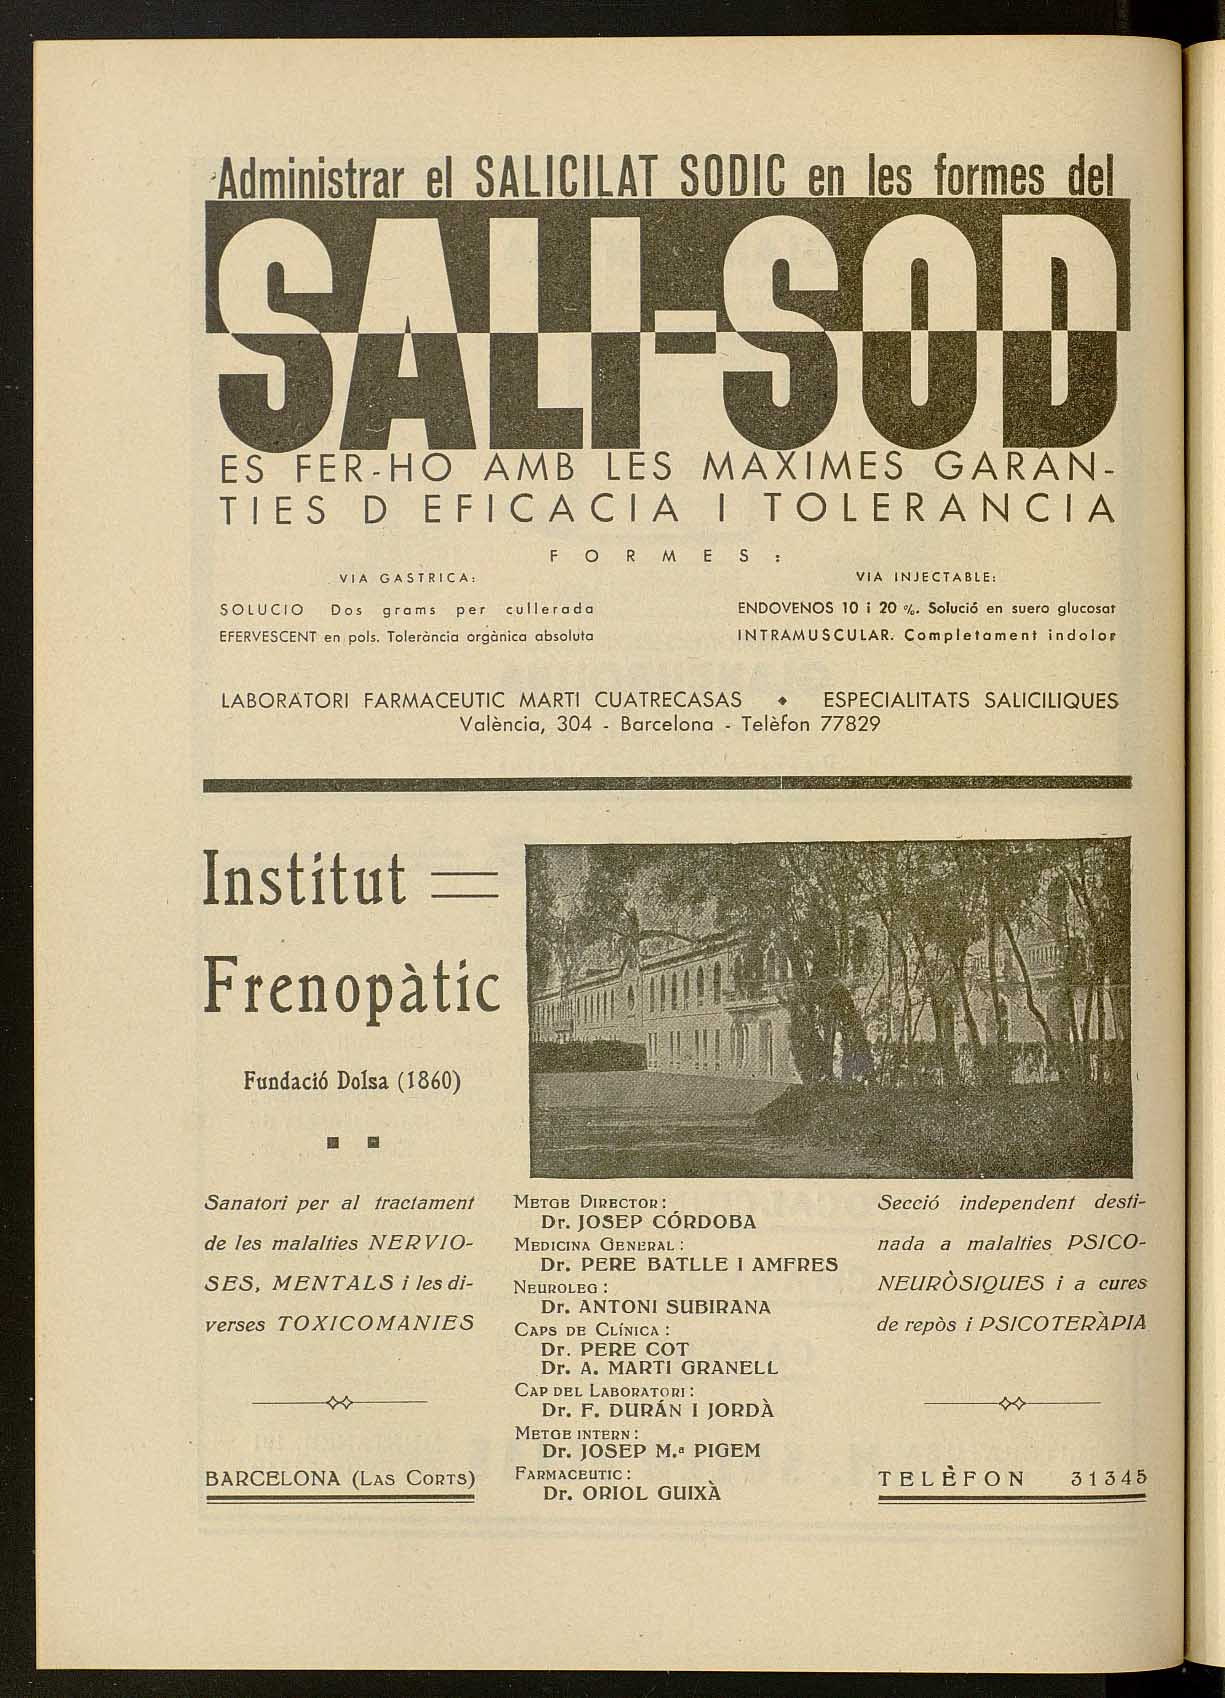 Administrar el SALICILAT SODIC en les formes del
SALI-SOD
ES FER-HO AMB LES MAXIMES GARAN-
TIES D EFICACIA I TOLERANCIA
FORMES:
VIA GASTRICA:
SOLUCIO Dos grams per cullerada
EFERVESCENT en pols. Tolerància orgànica absoluta
VIA INJECTABLE:
ENDOVENOS 10 i 20 %. Solució en suero glucosat
INTRAMUSCULAR. Completament indolor
LABORATORI FARMACEUTIC MARTI CUATRECASAS ♦ ESPECIALITATS SALICILIQUES
València, 304 - Barcelona - Telèfon 77829
Institut
Frenopàtic
Fundació Dolsa (1860)
Sanatori per al tractament
de les malalties NERVIO-
SES, MENTALS i les di-
verses TOXICOMANIES
BARCELONA (LAS CORTS)
METGE DIRECTOR:
Dr. JOSEP CÓRDOBA
MEDICINA GENERAL:
Dr. PERE BATLLE I AMFRES
NEUROLEG:
Dr. ANTONI SUBIRANA
CAPS DE CLÍNICA:
Dr. PERE COT
Dr. A. MARTI GRANELL
CAP DEL LABORATORI:
Dr. F. DURÁN I JORDÀ
METGE INTERN:
Dr. JOSEP M.ª PIGEM
FARMACEUTIC:
Dr. ORIOL GUIXÀ
Secció independent desti-
nada a malalties PSICO-
NEURÒSIQUES i a cures
de repòs i PSICOTERÀPIA
TELÈFON 31345